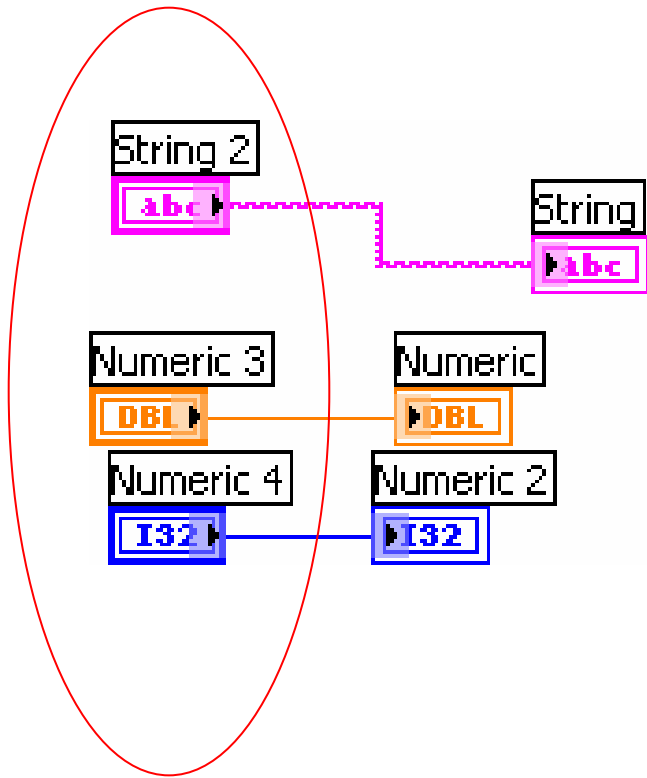 String 2
abc
String
abc
Numeric 3
Numeric
DBL
DBL
Numeric 4
Numeric 2
I32
I32